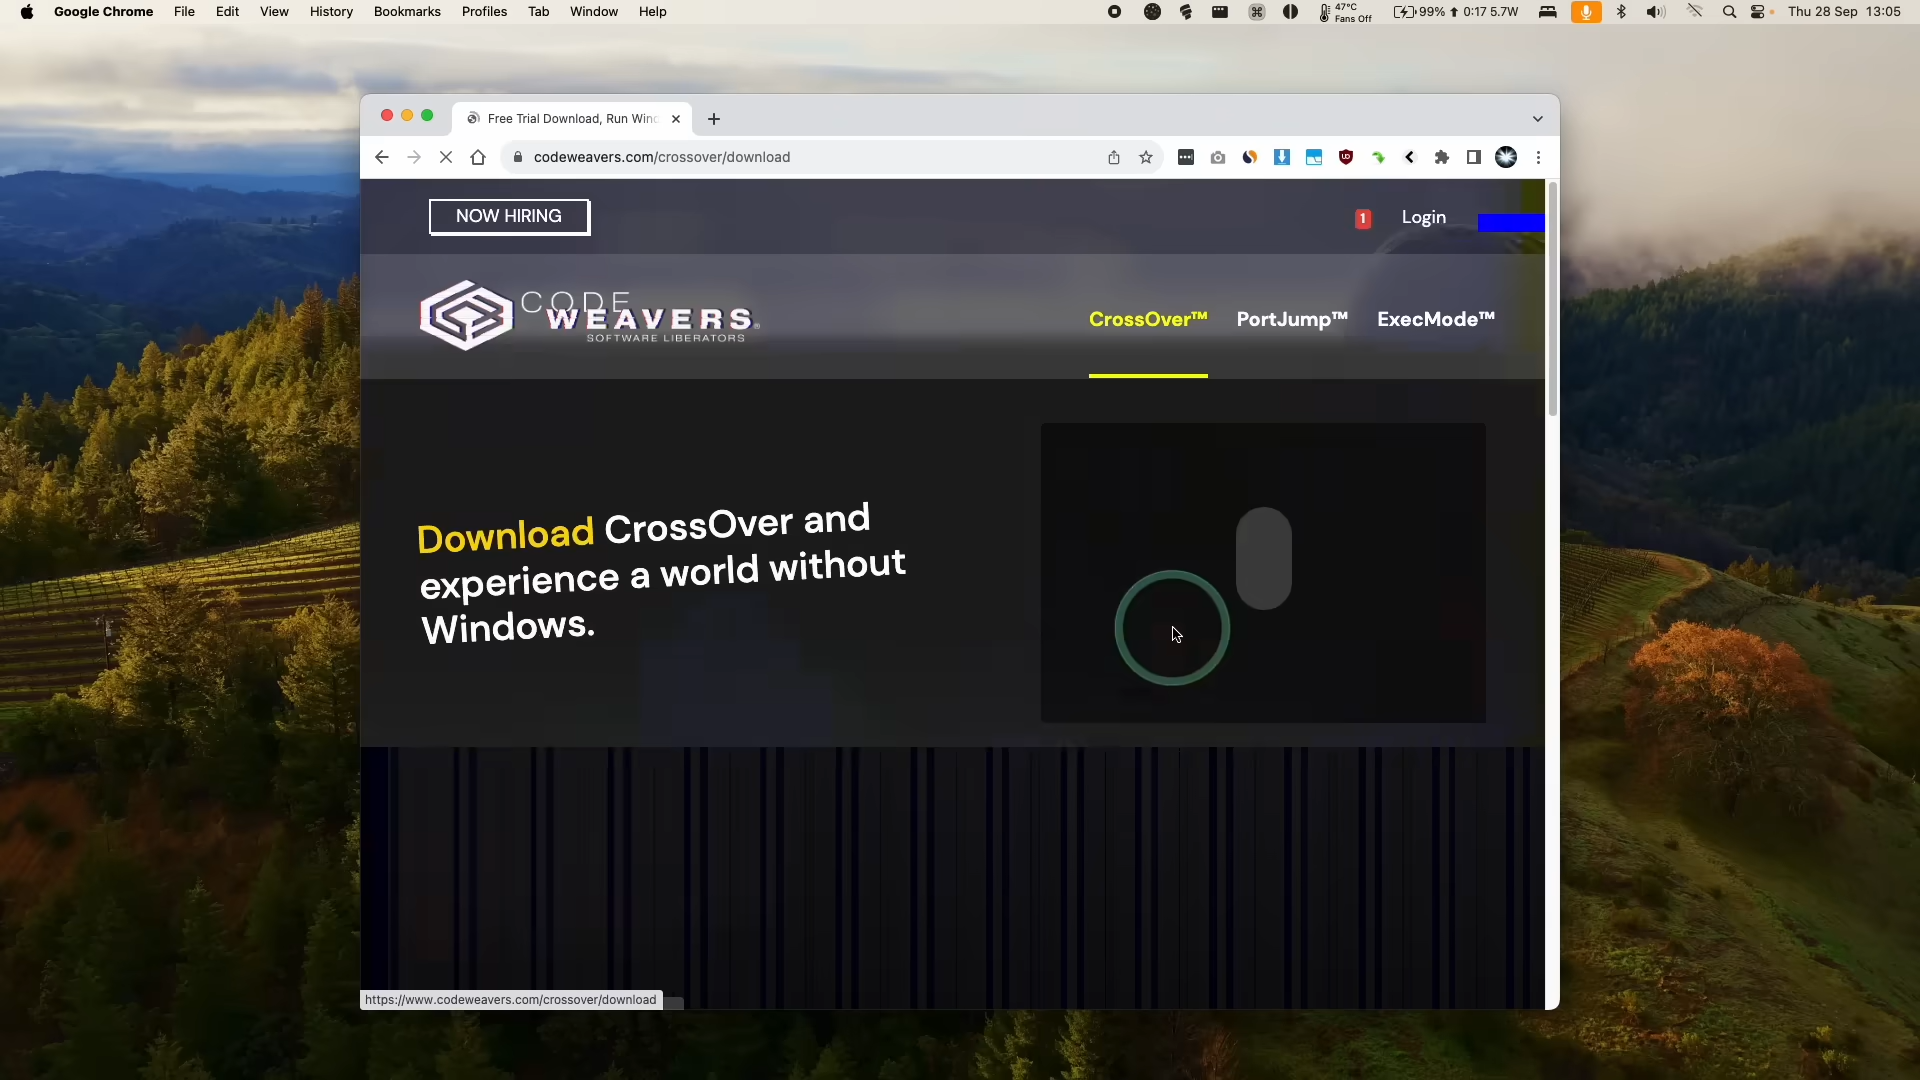 Google Chrome File Edit View History Bookmarks Profiles Tab Window Help
47°C
Fans Off
99% 0:17 5.7W
Thu 28 Sep 13:05
Free Trial Download, Run Winc
codeweavers.com/crossover/download
NOW HIRING
1 Login
CODE
WEAVERS
SOFTWARE LIBERATORS
CrossOver™ PortJump™ ExecMode™
Download CrossOver and
experience a world without
Windows.
https://www.codeweavers.com/crossover/download